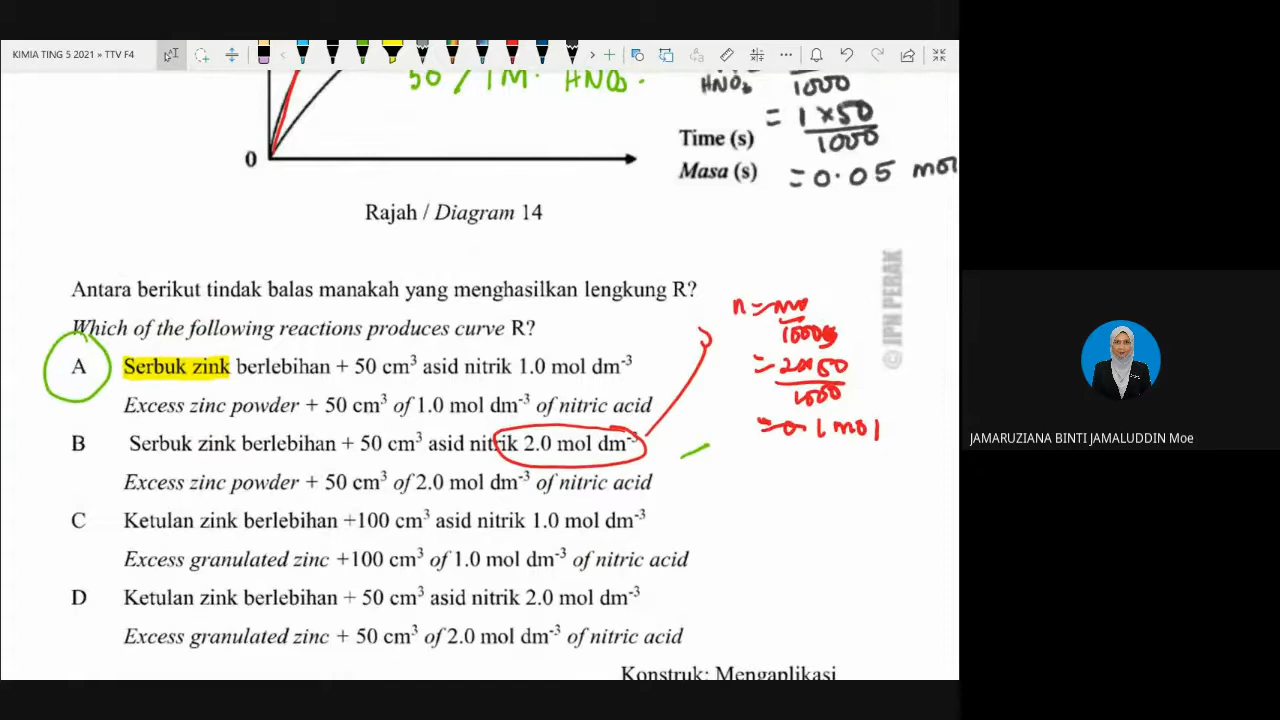 KIMIA TING 5 2021 » TTV F4
50 / 1M. HNO3.
HNO3
1000
= 1 × 50
1000
Time (s)
0
Masa (s)
= 0.05 mol
Rajah / Diagram 14
© JPN PERAK
Antara berikut tindak balas manakah yang menghasilkan lengkung R?
Which of the following reactions produces curve R?
n = mv
1000
= 2×50
1000
= 0.1 mol
A Serbuk zink berlebihan + 50 cm³ asid nitrik 1.0 mol dm⁻³
Excess zinc powder + 50 cm³ of 1.0 mol dm⁻³ of nitric acid
B Serbuk zink berlebihan + 50 cm³ asid nitrik 2.0 mol dm⁻³
Excess zinc powder + 50 cm³ of 2.0 mol dm⁻³ of nitric acid
C Ketulan zink berlebihan +100 cm³ asid nitrik 1.0 mol dm⁻³
Excess granulated zinc +100 cm³ of 1.0 mol dm⁻³ of nitric acid
D Ketulan zink berlebihan + 50 cm³ asid nitrik 2.0 mol dm⁻³
Excess granulated zinc + 50 cm³ of 2.0 mol dm⁻³ of nitric acid
Konstruk: Mengaplikasi
JAMARUZIANA BINTI JAMALUDDIN Moe